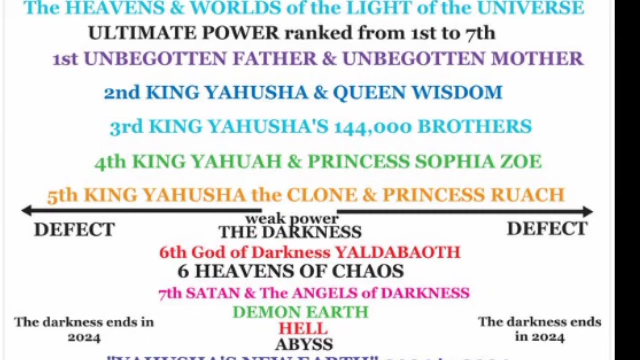 The HEAVENS & WORLDS of the LIGHT of the UNIVERSE
ULTIMATE POWER ranked from 1st to 7th
1st UNBEGOTTEN FATHER & UNBEGOTTEN MOTHER
2nd KING YAHUSHA & QUEEN WISDOM
3rd KING YAHUSHA'S 144,000 BROTHERS
4th KING YAHUAH & PRINCESS SOPHIA ZOE
5th KING YAHUSHA the CLONE & PRINCESS RUACH
weak power
DEFECT THE DARKNESS DEFECT
6th God of Darkness YALDABAOTH
6 HEAVENS OF CHAOS
7th SATAN & The ANGELS of DARKNESS
DEMON EARTH
The darkness ends in
2024
HELL
ABYSS
The darkness ends
in 2024
"YAHUSHA'S NEW EARTH"